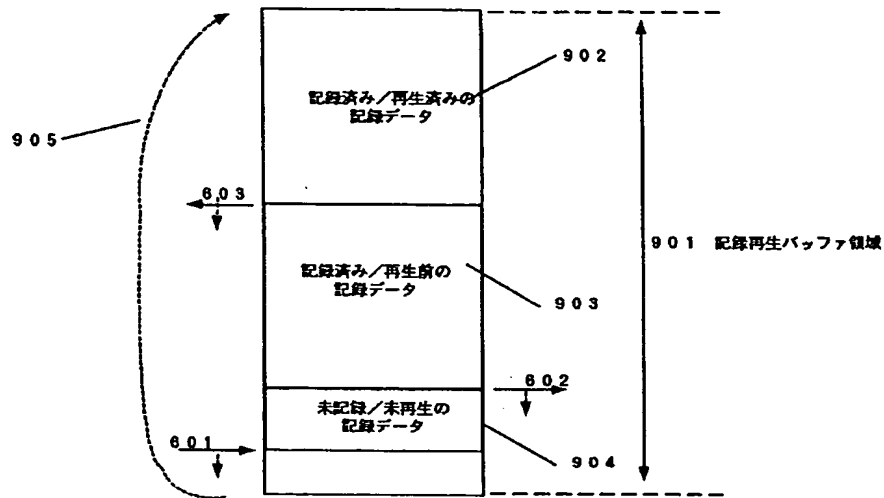 902
記録済み／再生済みの
記録データ
905
603
901 記録再生バッファ領域
記録済み／再生前の
記録データ
903
602
未記録／未再生の
記録データ
601
904